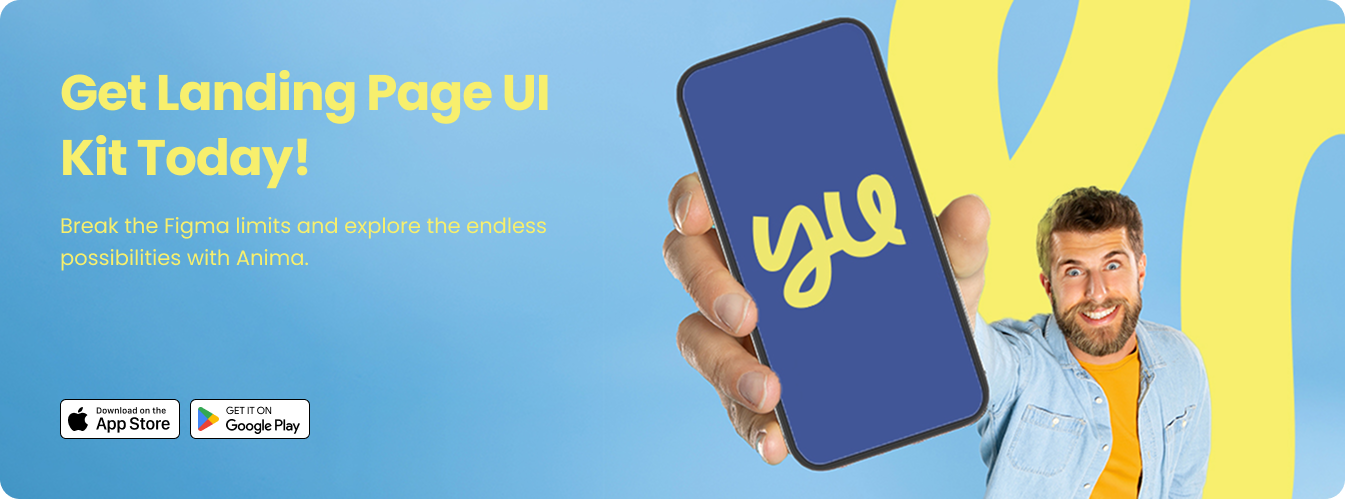 Get Landing Page UI
Kit Today!
Break the Figma limits and explore the endless
possibilities with Anima.
Download on the
App Store
GET IT ON
Google Play
yu